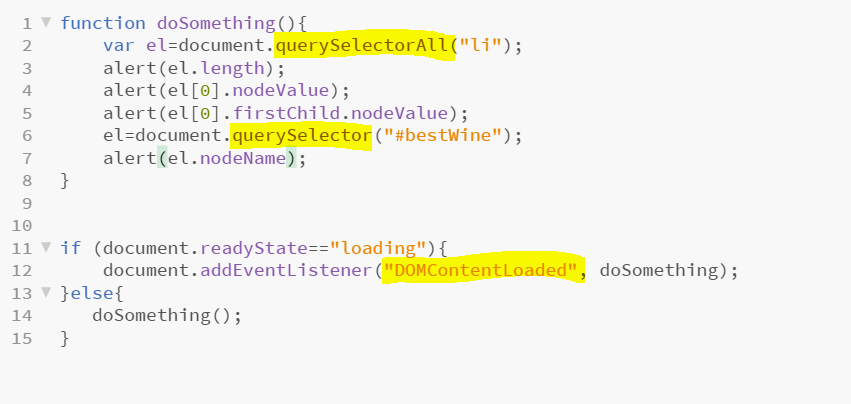 1 function doSomething(){
2 var el=document.querySelectorAll("li");
3 alert(el.length);
4 alert(el[0].nodeValue);
5 alert(el[0].firstChild.nodeValue);
6 el=document.querySelector("#bestWine");
7 alert(el.nodeName);
8 }
9
10
11 if (document.readyState=="loading"){
12 document.addEventListener("DOMContentLoaded", doSomething);
13 }else{
14 doSomething();
15 }